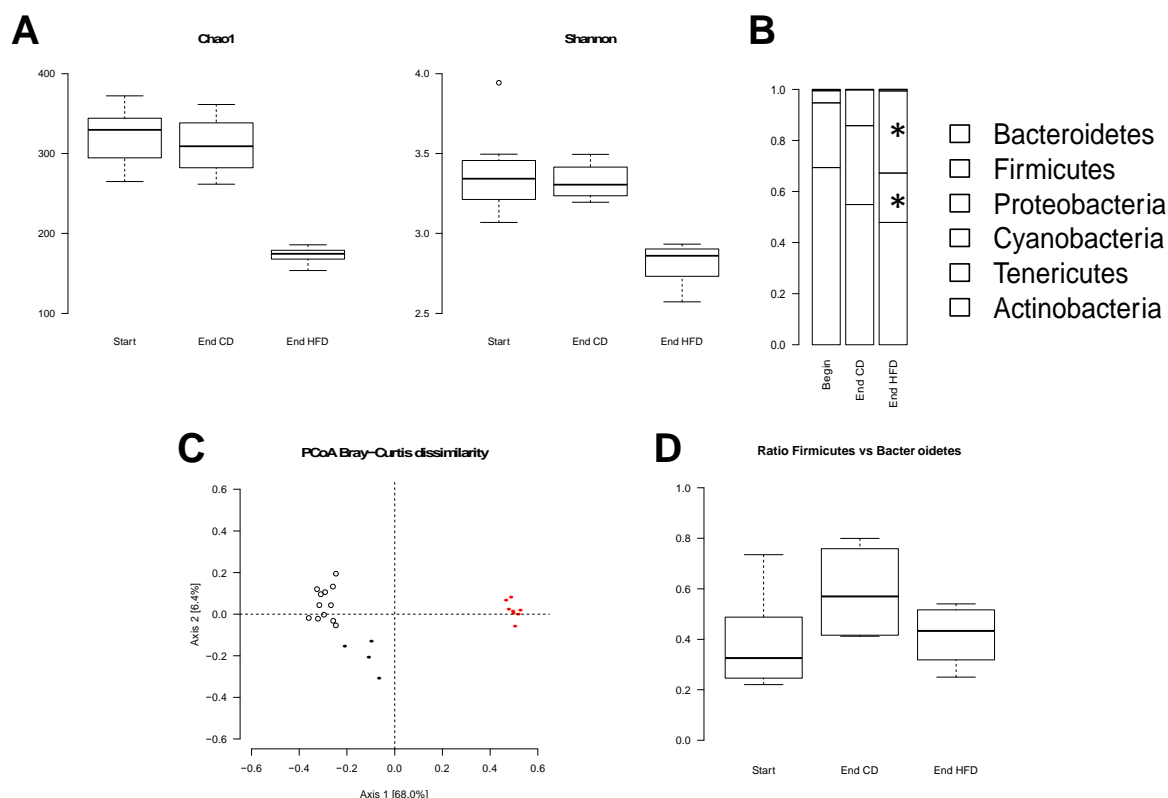 A
Chao1
400
300
200
100
Start
End CD
End HFD
Shannon
4.0
3.5
3.0
2.5
Start
End CD
End HFD
B
1.0
0.8
0.6
0.4
0.2
0.0
*
*
Begin
End CD
End HFD
Bacteroidetes
Firmicutes
Proteobacteria
Cyanobacteria
Tenericutes
Actinobacteria
C
PCoA Bray−Curtis dissimilarity
Axis 2 [6.4%]
0.6
0.4
0.2
0.0
−0.2
−0.4
−0.6
−0.6
−0.4
−0.2
0.0
0.2
0.4
0.6
Axis 1 [68.0%]
D
Ratio Firmicutes vs Bacter oidetes
1.0
0.8
0.6
0.4
0.2
0.0
Start
End CD
End HFD